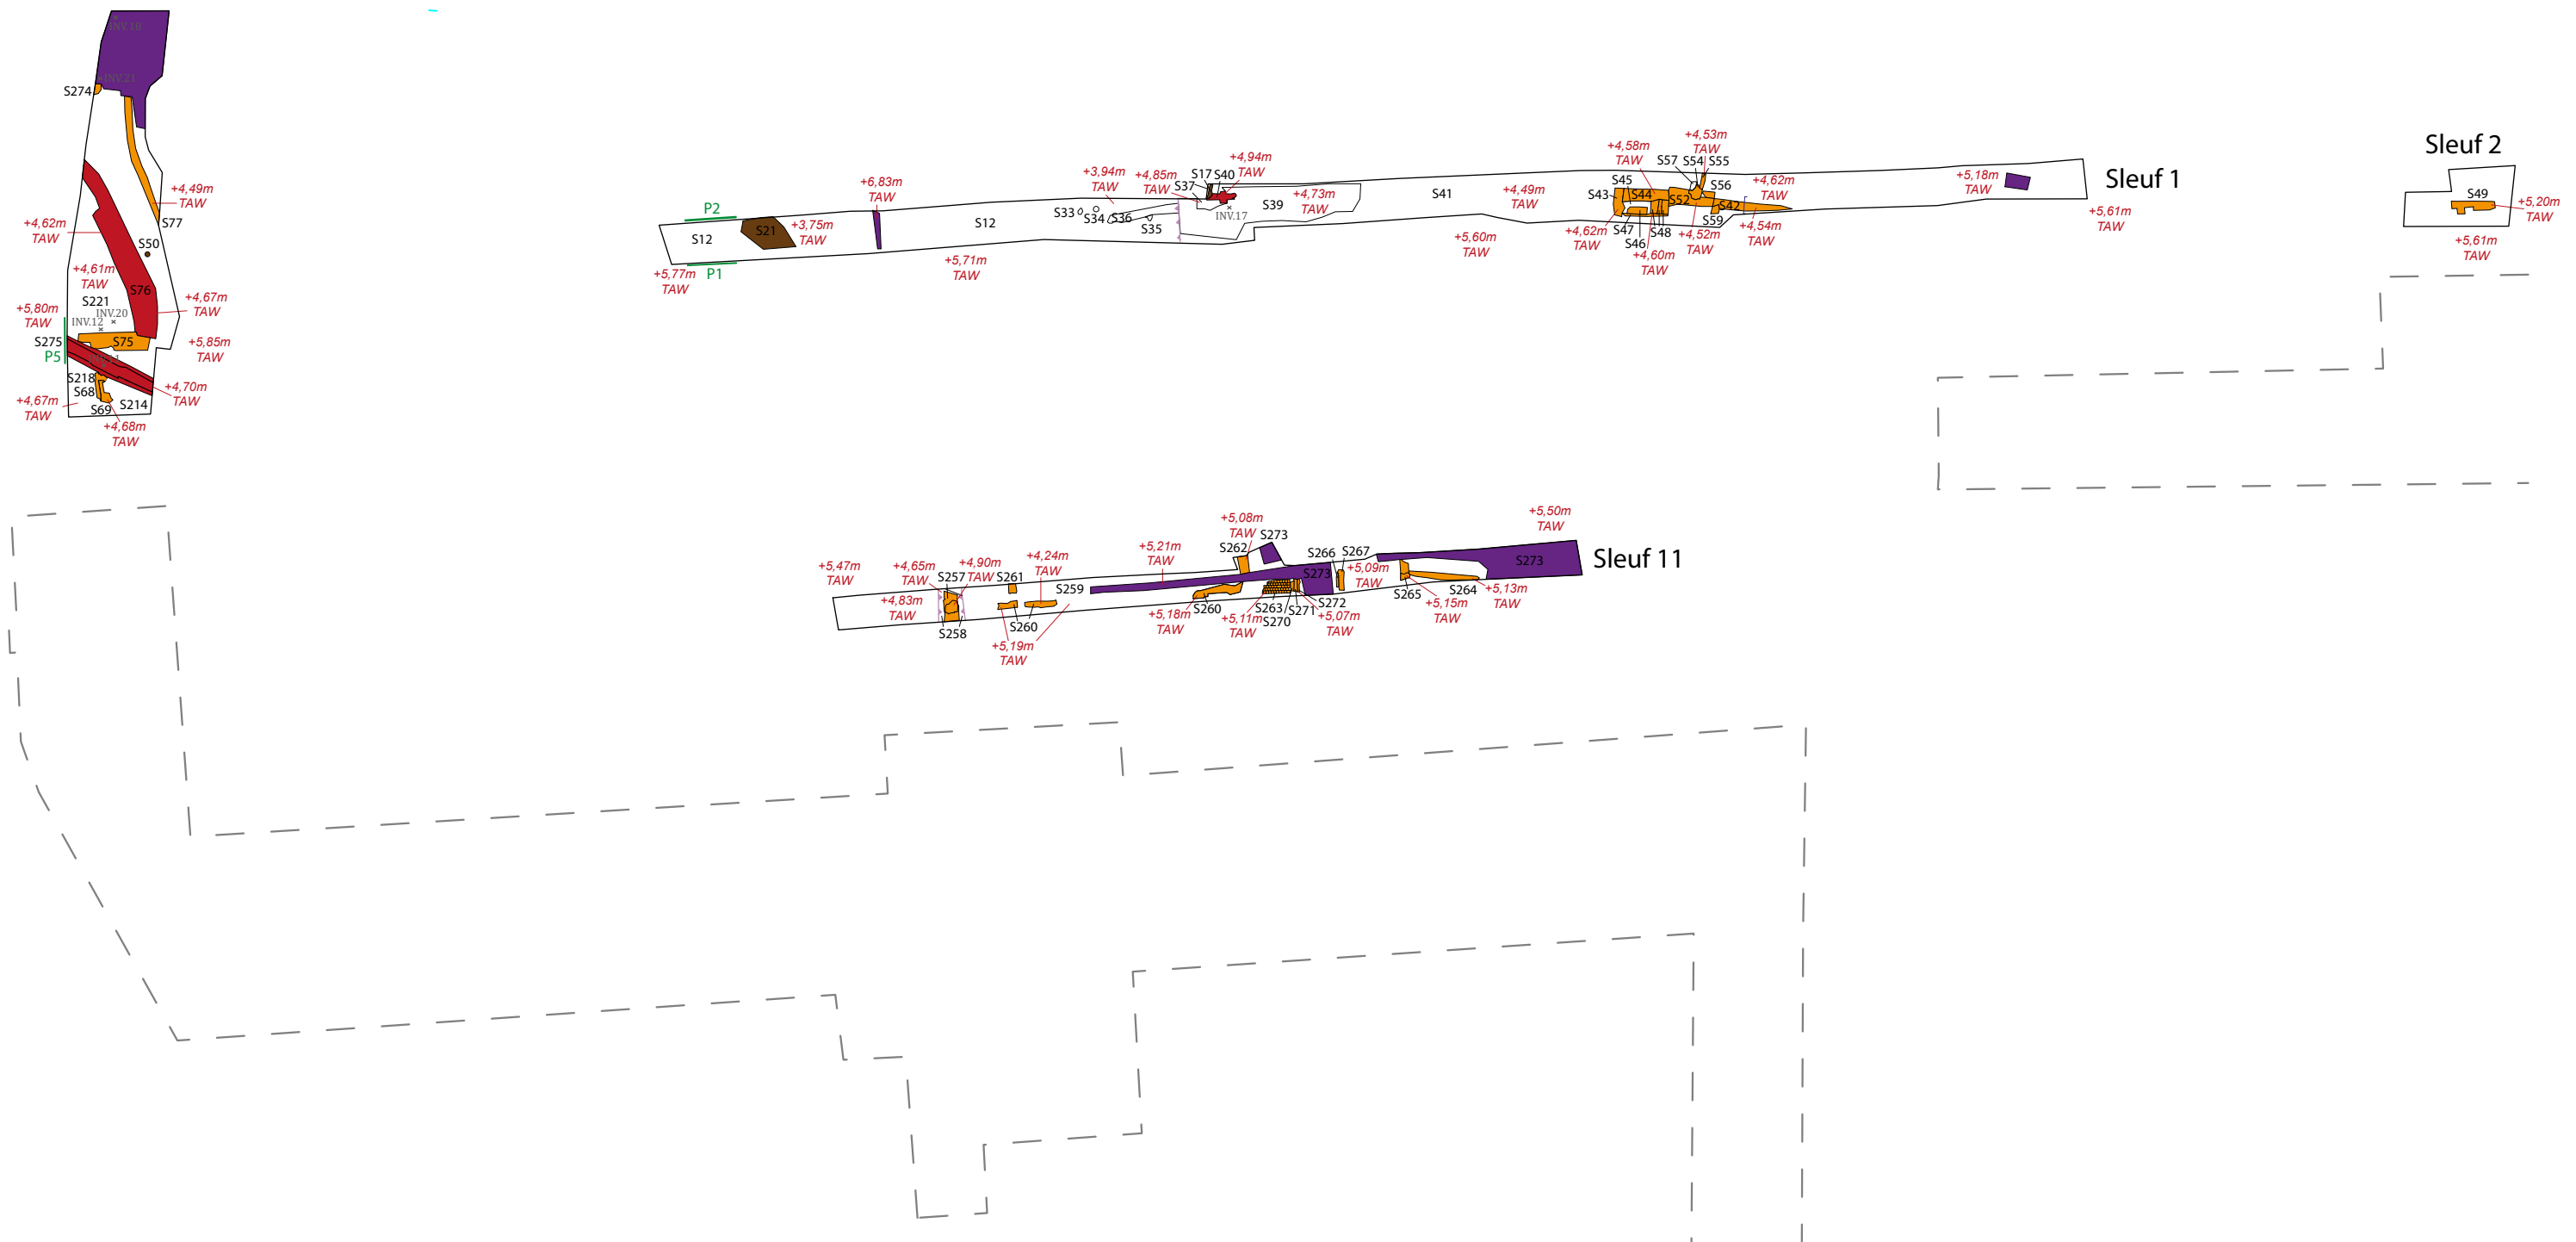 INV.18
INV.21
S274
+4,49m
TAW
S77
+4,62m
TAW
S50
+4,61m
TAW
S76
S221
+4,67m
TAW
INV.20
INV.12
+5,80m
TAW
S275
P5
S75
+5,85m
TAW
S218
S68
S69
S214
+4,70m
TAW
+4,67m
TAW
+4,68m
TAW
P2
S12
S21
+3,75m
TAW
P1
+5,77m
TAW
+6,83m
TAW
S12
+5,71m
TAW
+3,94m
TAW
S33
S34
S36
S35
+4,85m
TAW
S37
S17
S40
+4,94m
TAW
INV.17
S39
+4,73m
TAW
S41
+4,49m
TAW
+5,60m
TAW
+4,58m
TAW
+4,53m
TAW
S57
S54
S55
S45
S43
S44
S52
S56
S42
S59
+4,62m
TAW
+4,62m
TAW
S47
S46
S48
+4,60m
TAW
+4,52m
TAW
+4,54m
TAW
+5,18m
TAW
Sleuf 1
+5,61m
TAW
Sleuf 2
S49
+5,20m
TAW
+5,61m
TAW
+5,47m
TAW
+4,83m
TAW
+4,65m
TAW
S257
+4,90m
TAW
S258
S261
+4,24m
TAW
S260
S259
+5,19m
TAW
+5,21m
TAW
+5,08m
TAW
S262
S273
S260
+5,18m
TAW
S263
S270
S271
S272
+5,11m
TAW
+5,07m
TAW
S273
S266
S267
+5,09m
TAW
S265
S264
+5,15m
TAW
+5,13m
TAW
+5,50m
TAW
S273
Sleuf 11